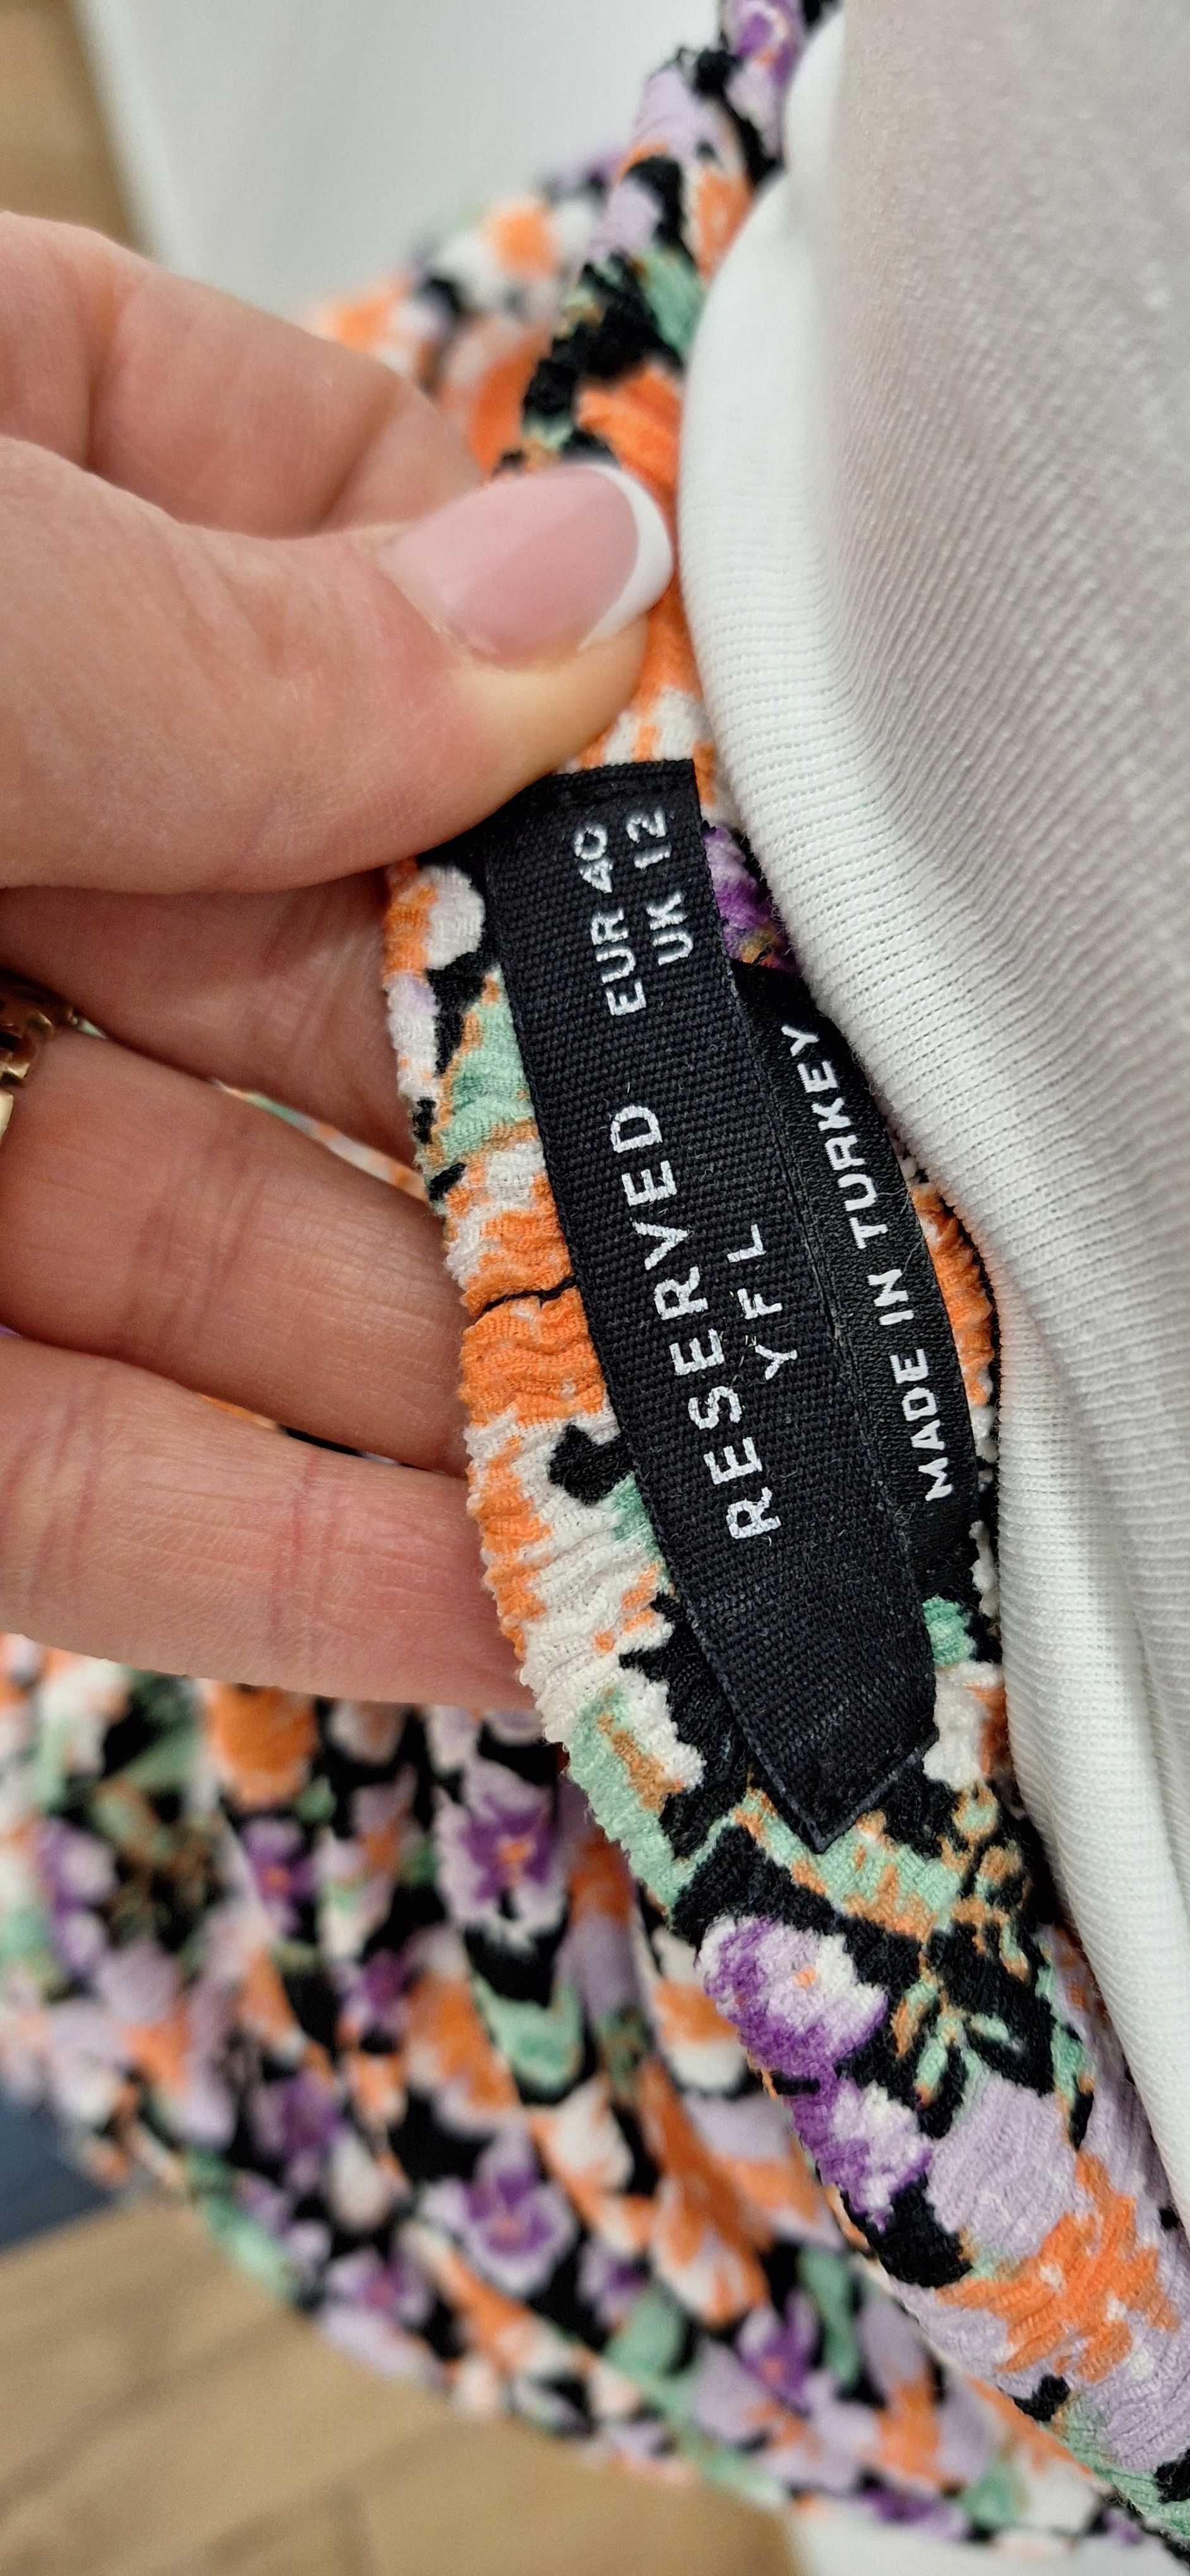 RESERVED
YFL
EUR 40
UK 12
MADE IN TURKEY